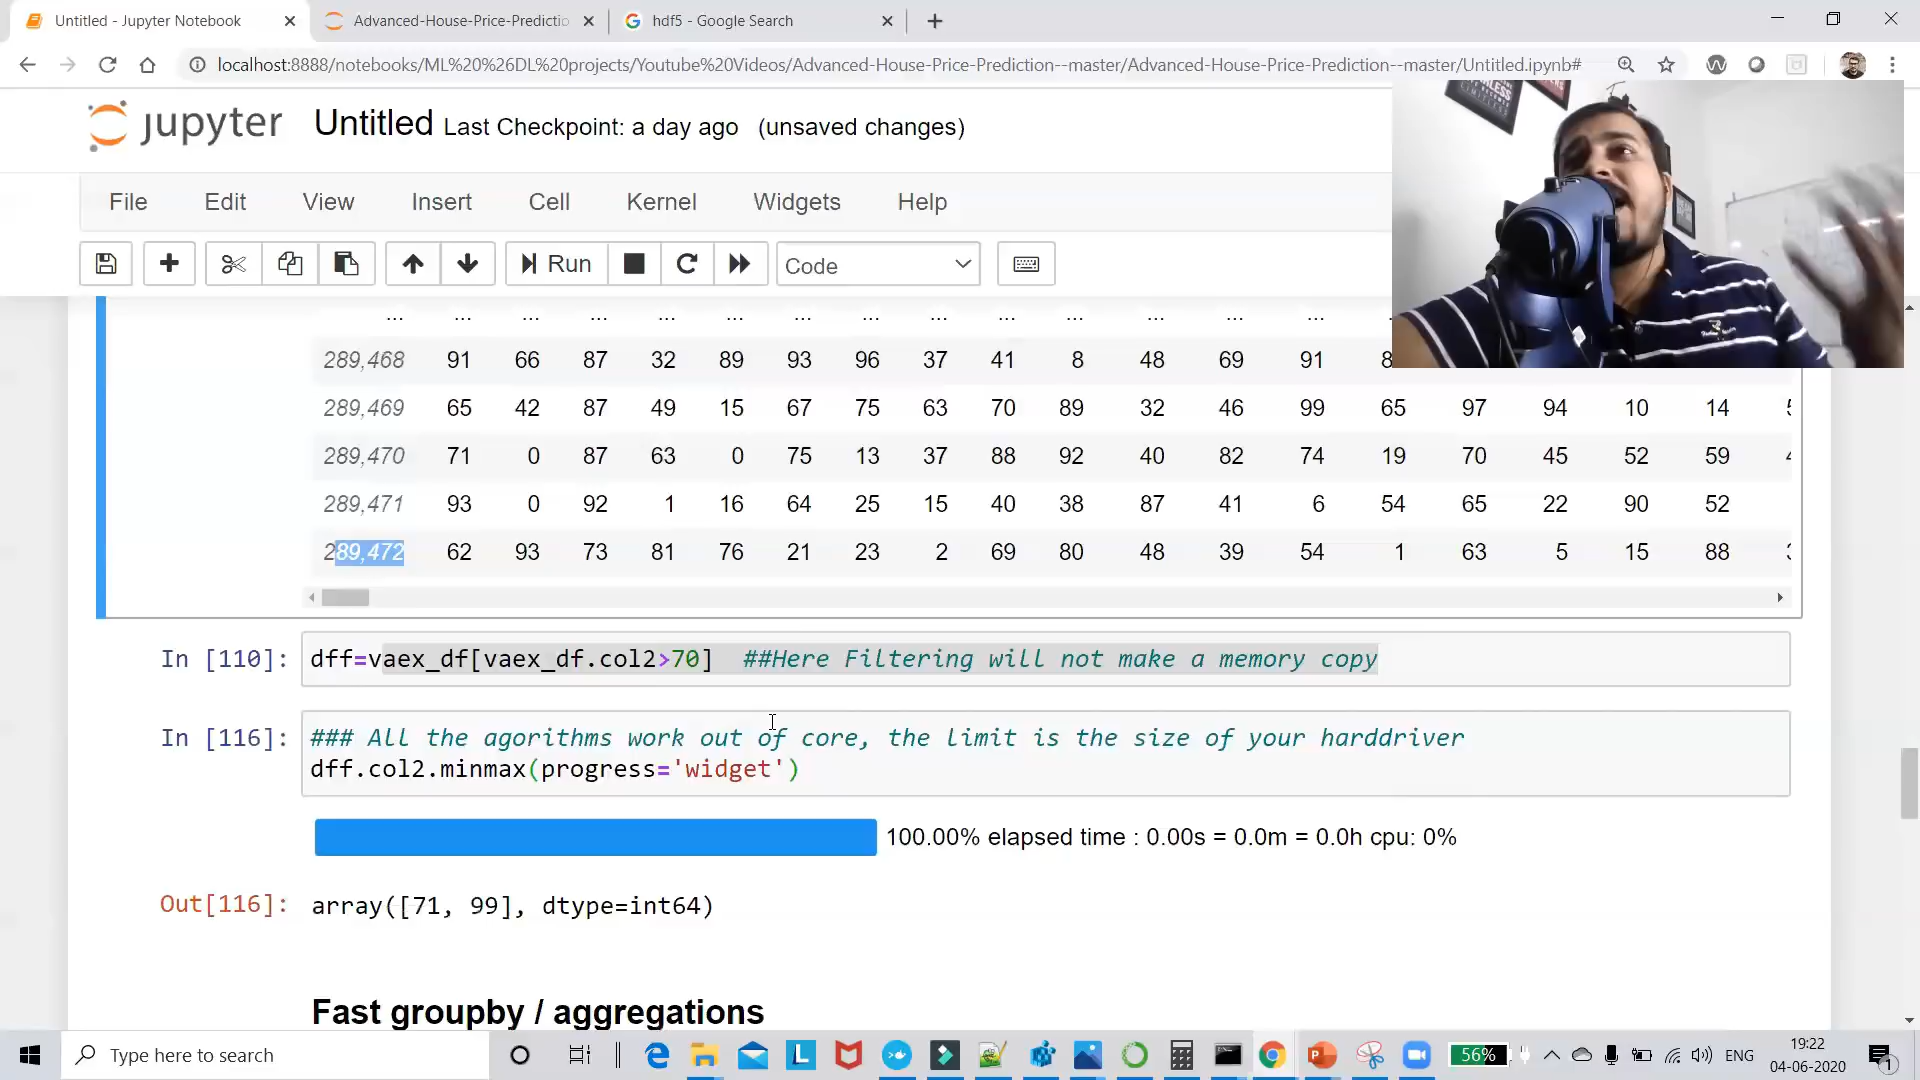 Untitled - Jupyter Notebook
Advanced-House-Price-Predictio
hdf5 - Google Search
localhost:8888/notebooks/ML%20%26DL%20projects/Youtube%20Videos/Advanced-House-Price-Prediction--master/Advanced-House-Price-Prediction--master/Untitled.ipynb#
jupyter Untitled Last Checkpoint: a day ago (unsaved changes)
File Edit View Insert Cell Kernel Widgets Help
Run Code
... ... ... ... ... ... ... ... ... ... ... ... ... ...
289,468 91 66 87 32 89 93 96 37 41 8 48 69 91
289,469 65 42 87 49 15 67 75 63 70 89 32 46 99 65 97 94 10 14
289,470 71 0 87 63 0 75 13 37 88 92 40 82 74 19 70 45 52 59
289,471 93 0 92 1 16 64 25 15 40 38 87 41 6 54 65 22 90 52
289,472 62 93 73 81 76 21 23 2 69 80 48 39 54 1 63 5 15 88
In [110]: dff=vaex_df[vaex_df.col2>70] ##Here Filtering will not make a memory copy
In [116]: ### All the agorithms work out of core, the limit is the size of your harddriver
dff.col2.minmax(progress='widget')
100.00% elapsed time : 0.00s = 0.0m = 0.0h cpu: 0%
Out[116]: array([71, 99], dtype=int64)
Fast groupby / aggregations
Type here to search
56%
ENG
19:22
04-06-2020
1